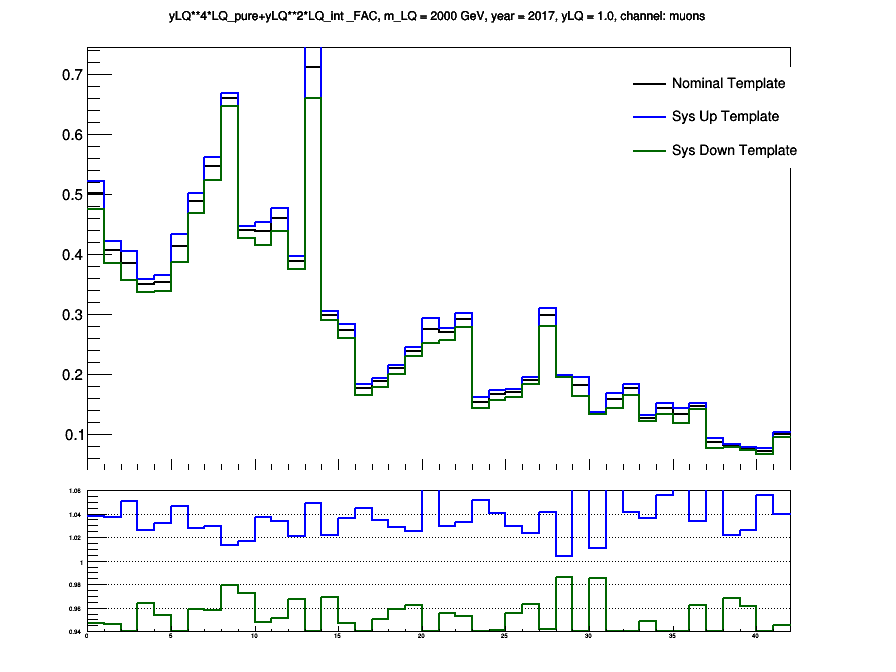 yLQ**4*LQ_pure+yLQ**2*LQ_int _FAC, m_LQ = 2000 GeV, year = 2017, yLQ = 1.0, channel: muons
0.7
Nominal Template
Sys Up Template
0.6
Sys Down Template
0.5
0.4
0.3
0.2
0.1
1.06
1.04
1.02
1
0.98
0.96
0.94
0 5 10 15 20 25 30 35 40